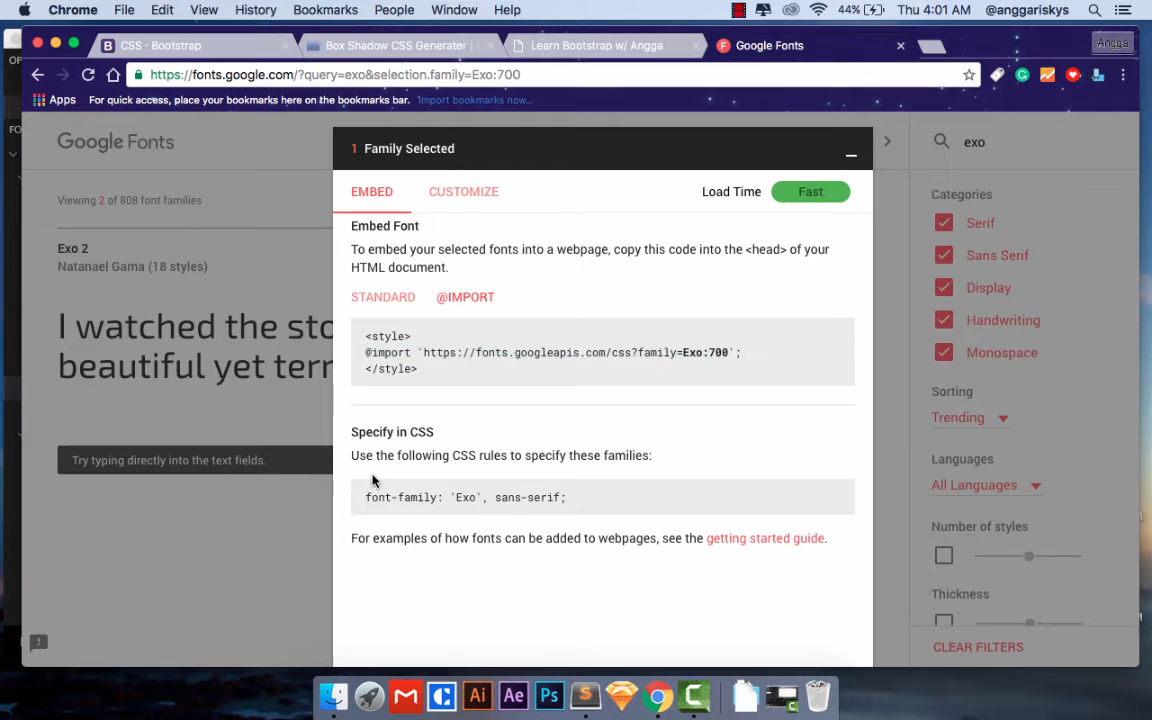 Chrome File Edit View History Bookmarks People Window Help 44% Thu 4:01 AM @anggariskys
CSS · Bootstrap × Box Shadow CSS Generator | × Learn Bootstrap w/ Angga × Google Fonts × Angga
https://fonts.google.com/?query=exo&selection.family=Exo:700
Apps For quick access, place your bookmarks here on the bookmarks bar. Import bookmarks now...
OP
FO
Google Fonts
Viewing 2 of 808 font families
Exo 2
Natanael Gama (18 styles)
I watched the sto
beautiful yet terr
Try typing directly into the text fields.
1 Family Selected
EMBED CUSTOMIZE Load Time Fast
Embed Font
To embed your selected fonts into a webpage, copy this code into the <head> of your
HTML document.
STANDARD @IMPORT
<style>
@import 'https://fonts.googleapis.com/css?family=Exo:700';
</style>
Specify in CSS
Use the following CSS rules to specify these families:
font-family: 'Exo', sans-serif;
For examples of how fonts can be added to webpages, see the getting started guide.
exo
Categories
Serif
Sans Serif
Display
Handwriting
Monospace
Sorting
Trending
Languages
All Languages
Number of styles
Thickness
CLEAR FILTERS
Ai Ae Ps S C